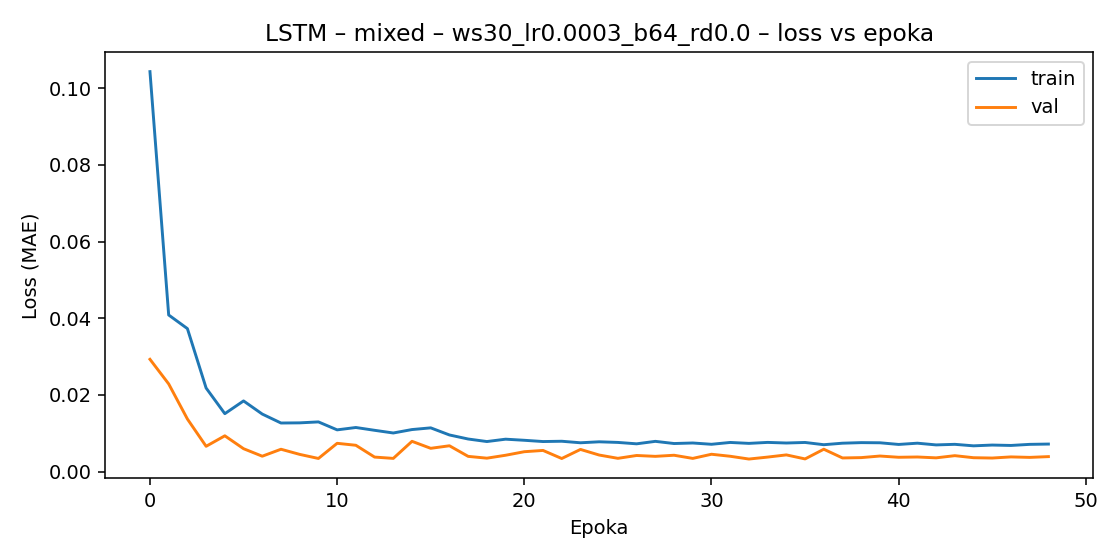 LSTM – mixed – ws30_lr0.0003_b64_rd0.0 – loss vs epoka
train
val
Loss (MAE)
0.10
0.08
0.06
0.04
0.02
0.00
0 10 20 30 40 50
Epoka